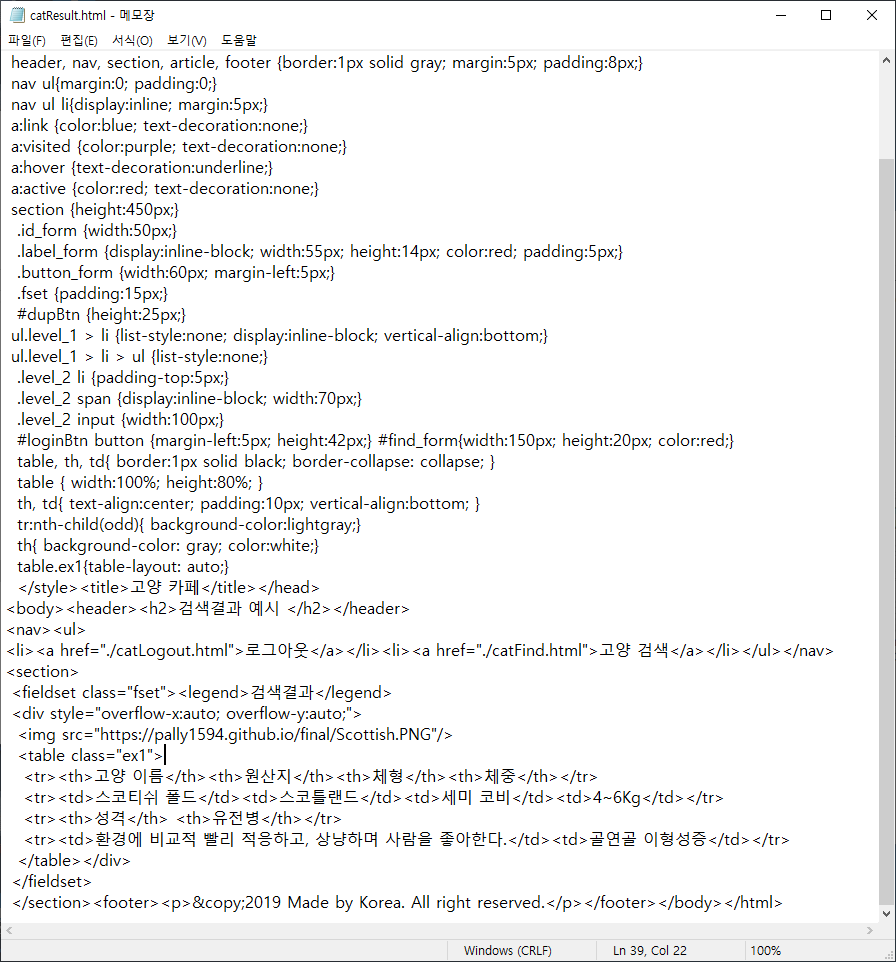 catResult.html - 메모장
파일(F) 편집(E) 서식(O) 보기(V) 도움말
header, nav, section, article, footer {border:1px solid gray; margin:5px; padding:8px;}
nav ul{margin:0; padding:0;}
nav ul li{display:inline; margin:5px;}
a:link {color:blue; text-decoration:none;}
a:visited {color:purple; text-decoration:none;}
a:hover {text-decoration:underline;}
a:active {color:red; text-decoration:none;}
section {height:450px;}
.id_form {width:50px;}
.label_form {display:inline-block; width:55px; height:14px; color:red; padding:5px;}
.button_form {width:60px; margin-left:5px;}
.fset {padding:15px;}
#dupBtn {height:25px;}
ul.level_1 > li {list-style:none; display:inline-block; vertical-align:bottom;}
ul.level_1 > li > ul {list-style:none;}
.level_2 li {padding-top:5px;}
.level_2 span {display:inline-block; width:70px;}
.level_2 input {width:100px;}
#loginBtn button {margin-left:5px; height:42px;} #find_form{width:150px; height:20px; color:red;}
table, th, td{ border:1px solid black; border-collapse: collapse; }
table { width:100%; height:80%; }
th, td{ text-align:center; padding:10px; vertical-align:bottom; }
tr:nth-child(odd){ background-color:lightgray;}
th{ background-color: gray; color:white;}
table.ex1{table-layout: auto;}
</style><title>고양 카페</title></head>
<body><header><h2>검색결과 예시 </h2></header>
<nav><ul>
<li><a href="./catLogout.html">로그아웃</a></li><li><a href="./catFind.html">고양 검색</a></li></ul></nav>
<section>
<fieldset class="fset"><legend>검색결과</legend>
<div style="overflow-x:auto; overflow-y:auto;">
<img src="https://pally1594.github.io/final/Scottish.PNG"/>
<table class="ex1">
<tr><th>고양 이름</th><th>원산지</th><th>체형</th><th>체중</th></tr>
<tr><td>스코티쉬 폴드</td><td>스코틀랜드</td><td>세미 코비</td><td>4~6Kg</td></tr>
<tr><th>성격</th> <th>유전병</th></tr>
<tr><td>환경에 비교적 빨리 적응하고, 상냥하며 사람을 좋아한다.</td><td>골연골 이형성증</td></tr>
</table></div>
</fieldset>
</section><footer><p>&copy;2019 Made by Korea. All right reserved.</p></footer></body></html>
Windows (CRLF) Ln 39, Col 22 100%